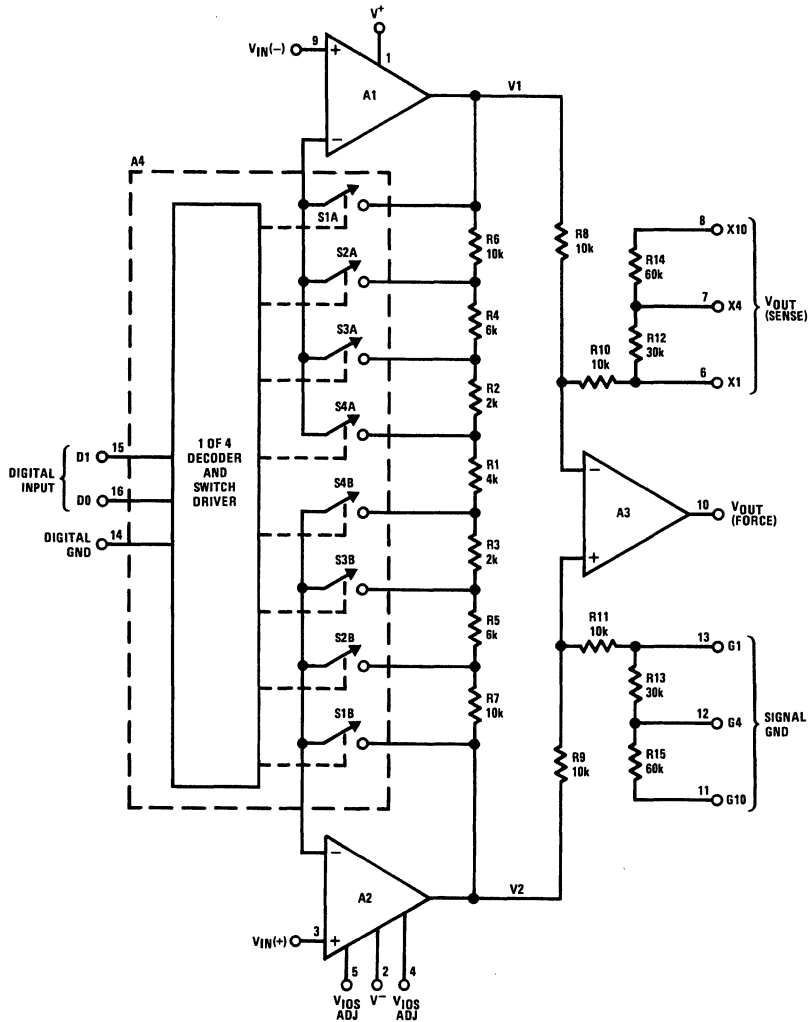 V+
VIN(−)
9
+
1
A1
V1
−
A4
S1A
R6
10k
R8
10k
8
X10
R14
60k
S2A
7
X4
VOUT
(SENSE)
R4
6k
R12
30k
S3A
R10
10k
6
X1
R2
2k
S4A
1 OF 4
DECODER
AND
SWITCH
DRIVER
DIGITAL
INPUT
D1
15
D0
16
DIGITAL
GND
14
R1
4k
−
A3
+
10
VOUT
(FORCE)
S4B
R3
2k
S3B
R5
6k
R11
10k
13
G1
R13
30k
S2B
R7
10k
12
G4
SIGNAL
GND
S1B
R9
10k
R15
60k
11
G10
−
A2
V2
VIN(+)
3
+
5
2
4
VIOS
ADJ
V−
VIOS
ADJ